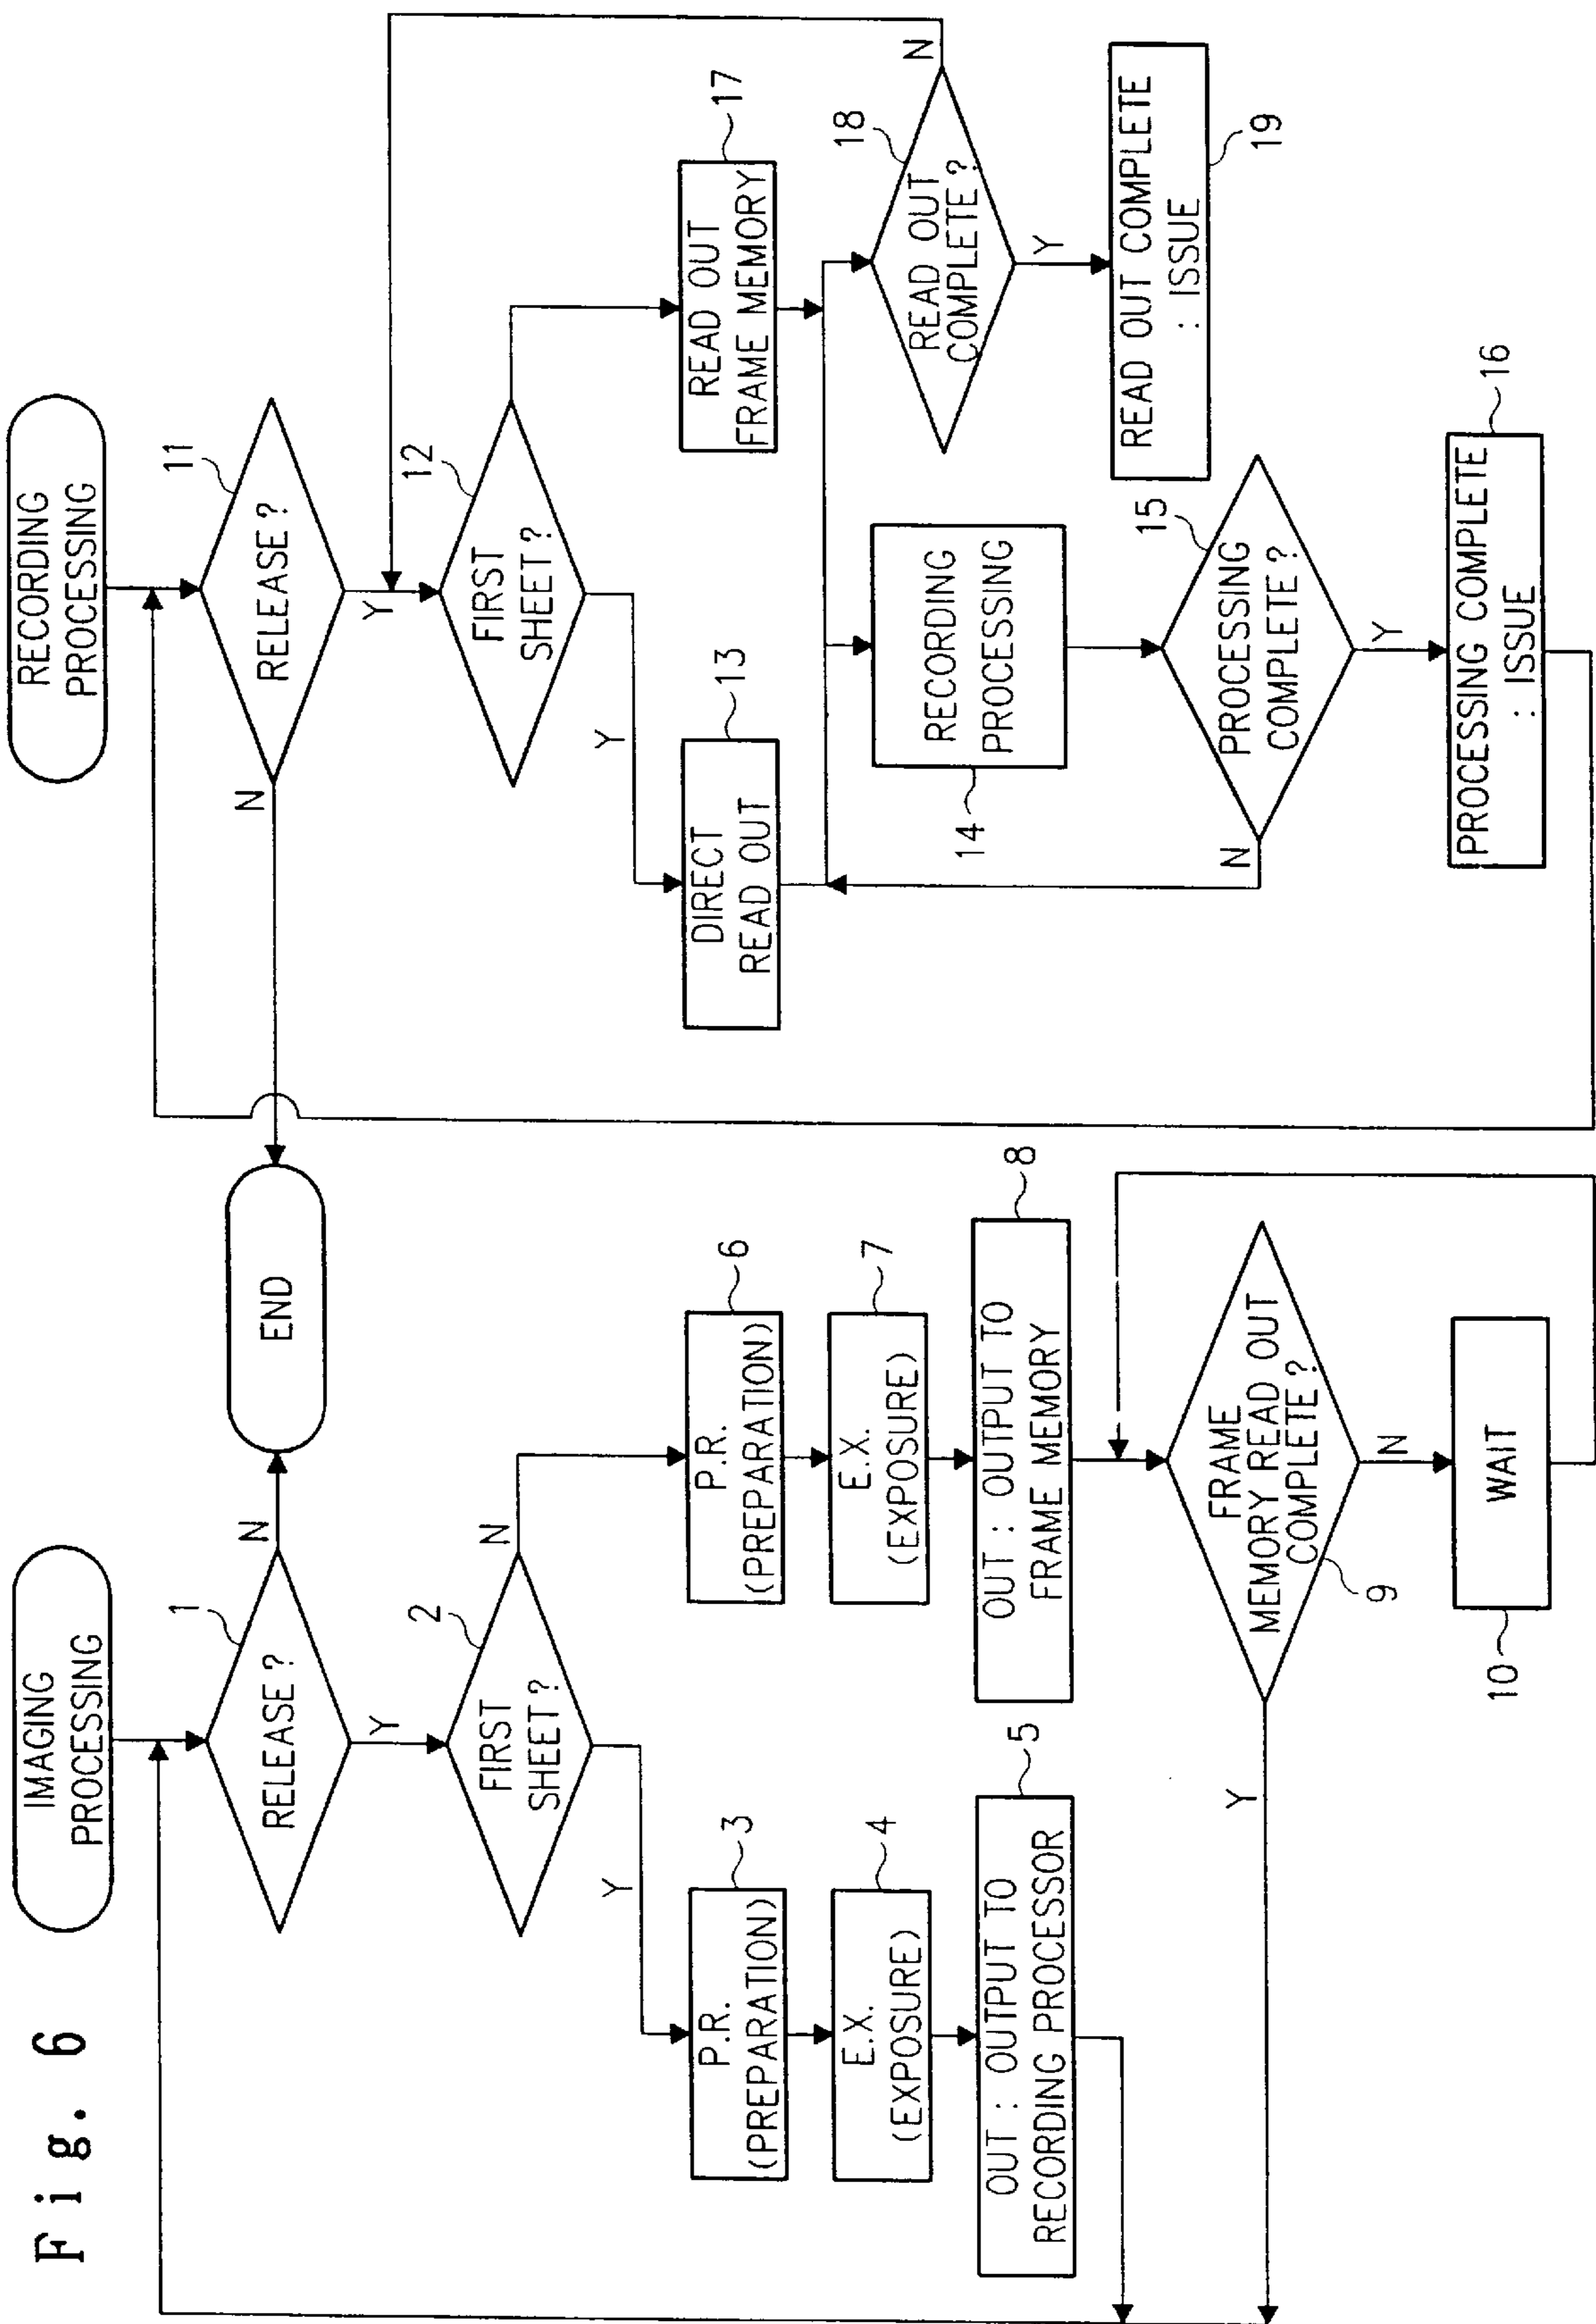 Fig. 6
IMAGING
PROCESSING
1
RELEASE?
N
END
Y
2
FIRST
SHEET?
Y
N
P.R.
(PREPARATION)
3
E.X.
(EXPOSURE)
4
OUT : OUTPUT TO
RECORDING PROCESSOR
5
P.R.
(PREPARATION)
6
E.X.
(EXPOSURE)
7
OUT : OUTPUT TO
FRAME MEMORY
8
FRAME
MEMORY READ OUT
COMPLETE?
9
Y
N
WAIT
10
RECORDING
PROCESSING
11
RELEASE?
N
Y
12
FIRST
SHEET?
Y
DIRECT
READ OUT
13
READ OUT
FRAME MEMORY
17
RECORDING
PROCESSING
14
15
PROCESSING
COMPLETE?
N
Y
PROCESSING COMPLETE
: ISSUE
16
18
READ OUT
COMPLETE?
N
Y
READ OUT COMPLETE
: ISSUE
19